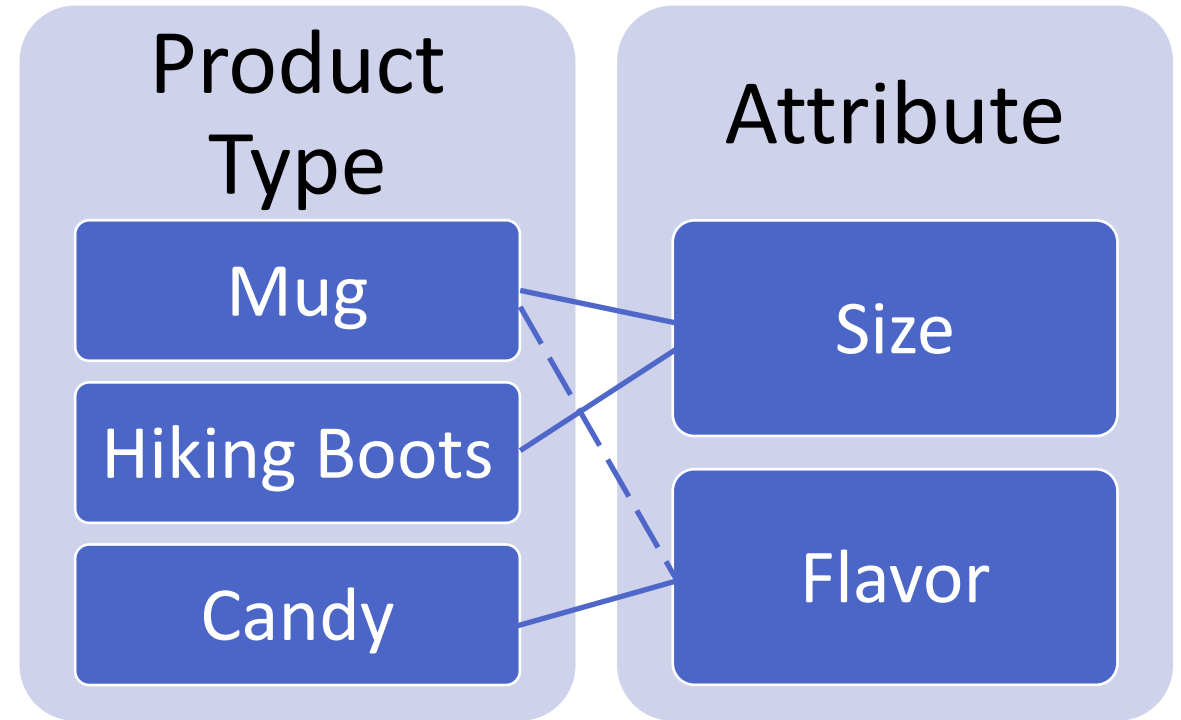 Product
Type
Mug
Hiking Boots
Candy
Attribute
Size
Flavor